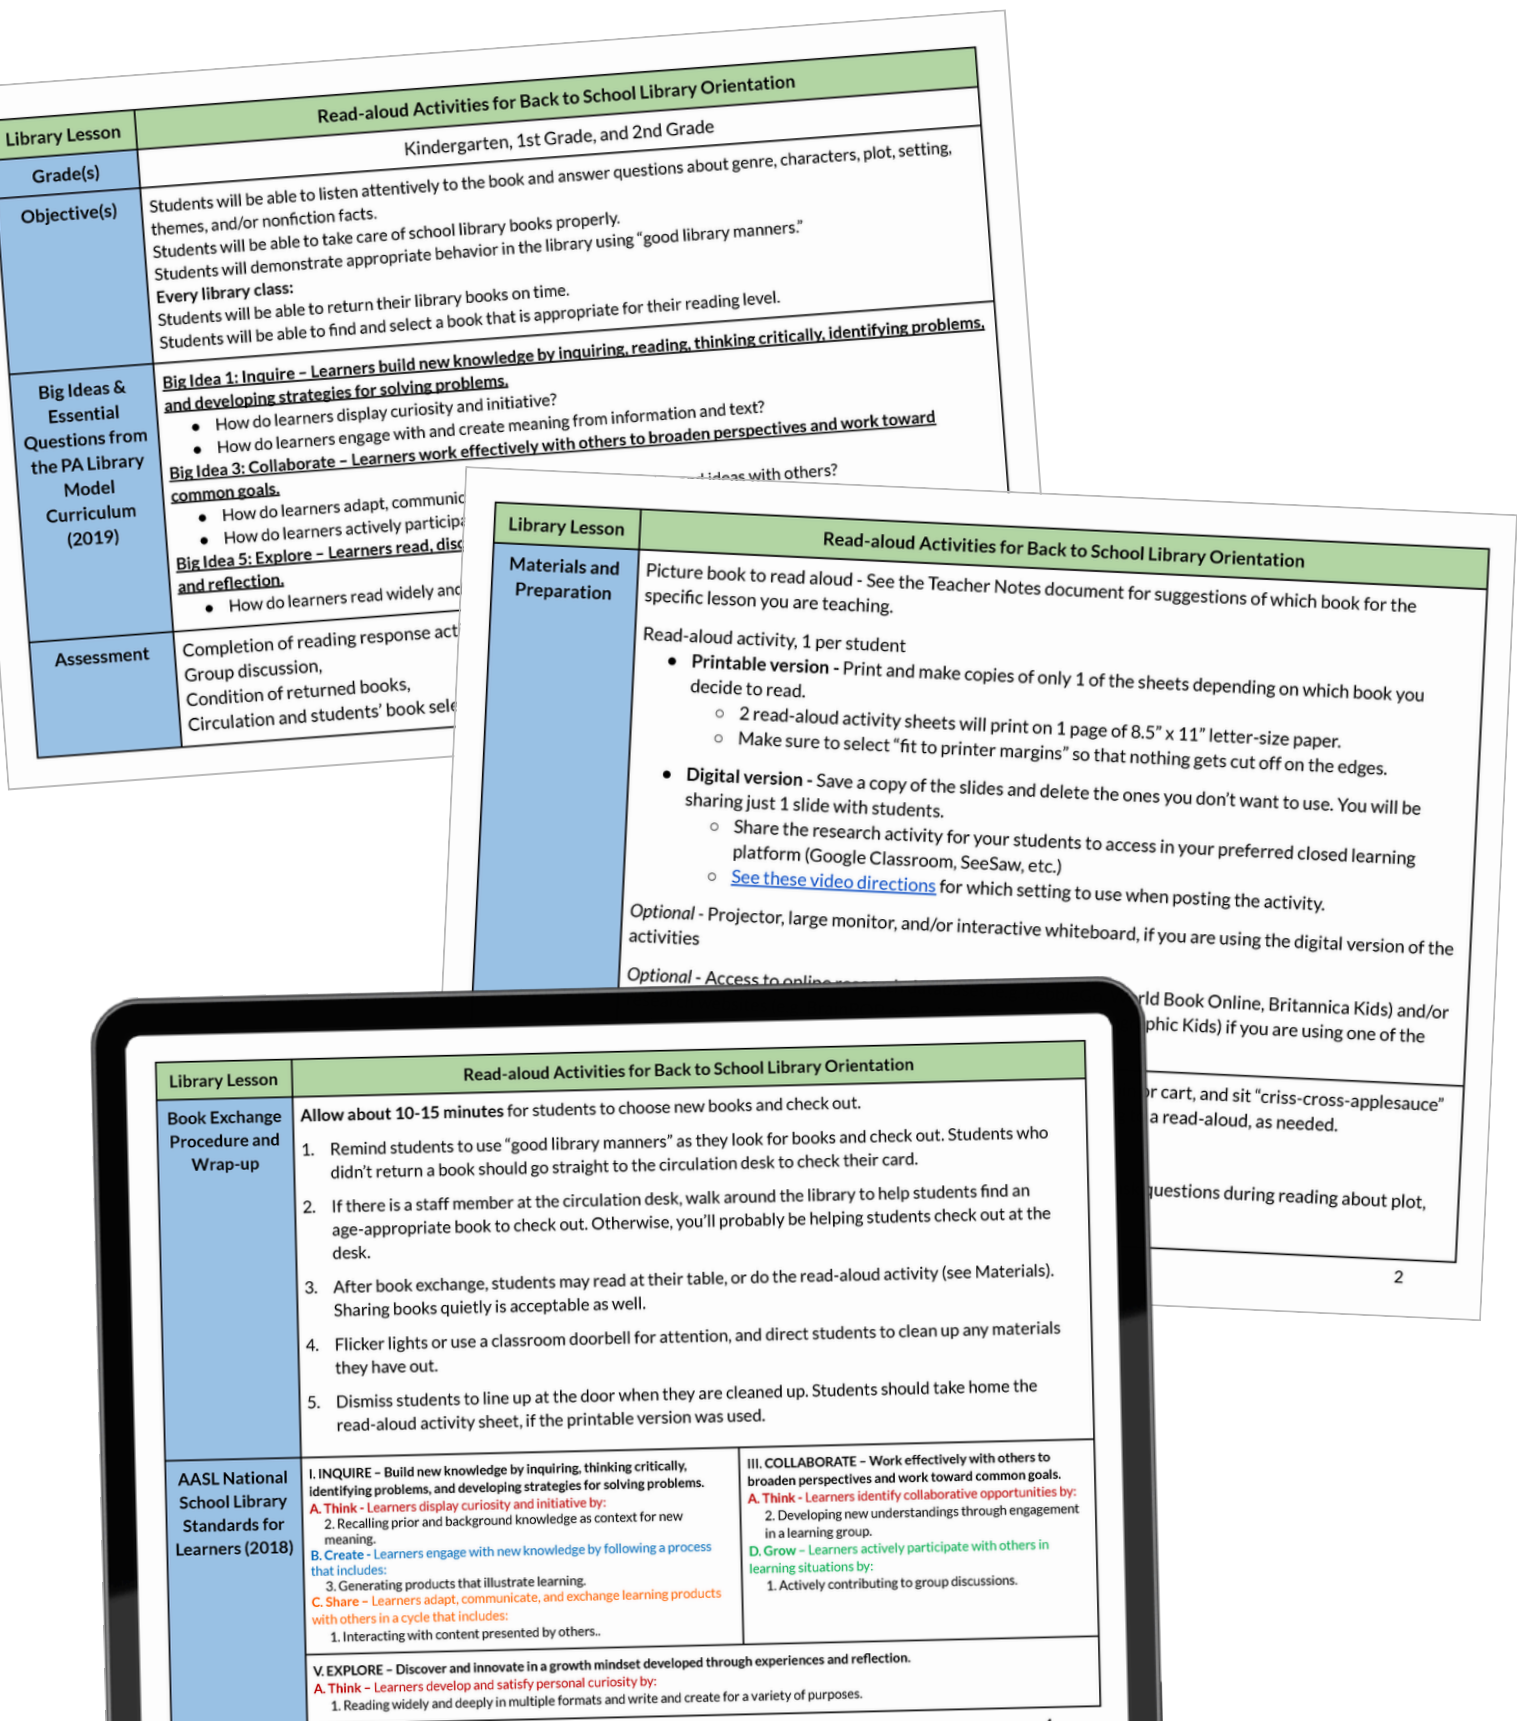 Library Lesson
Read-aloud Activities for Back to School Library Orientation
Grade(s)
Kindergarten, 1st Grade, and 2nd Grade
Objective(s)
Students will be able to listen attentively to the book and answer questions about genre, characters, plot, setting,
themes, and/or nonfiction facts.
Students will be able to take care of school library books properly.
Students will demonstrate appropriate behavior in the library using “good library manners.”
Every library class:
Students will be able to return their library books on time.
Students will be able to find and select a book that is appropriate for their reading level.
Big Ideas &
Essential
Questions from
the PA Library
Model
Curriculum
(2019)
Big Idea 1: Inquire – Learners build new knowledge by inquiring, reading, thinking critically, identifying problems,
and developing strategies for solving problems.
● How do learners display curiosity and initiative?
● How do learners engage with and create meaning from information and text?
Big Idea 3: Collaborate – Learners work effectively with others to broaden perspectives and work toward
common goals.
● How do learners adapt, communic
ideas with others?
● How do learners actively participa
Big Idea 5: Explore – Learners read, disc
and reflection.
● How do learners read widely and
Assessment
Completion of reading response act
Group discussion,
Condition of returned books,
Circulation and students’ book sele
Library Lesson
Read-aloud Activities for Back to School Library Orientation
Materials and
Preparation
Picture book to read aloud - See the Teacher Notes document for suggestions of which book for the
specific lesson you are teaching.
Read-aloud activity, 1 per student
● Printable version - Print and make copies of only 1 of the sheets depending on which book you
decide to read.
○ 2 read-aloud activity sheets will print on 1 page of 8.5” x 11” letter-size paper.
○ Make sure to select “fit to printer margins” so that nothing gets cut off on the edges.
● Digital version - Save a copy of the slides and delete the ones you don’t want to use. You will be
sharing just 1 slide with students.
○ Share the research activity for your students to access in your preferred closed learning
platform (Google Classroom, SeeSaw, etc.)
○ See these video directions for which setting to use when posting the activity.
Optional - Projector, large monitor, and/or interactive whiteboard, if you are using the digital version of the
activities
Optional - Access to online
rld Book Online, Britannica Kids) and/or
phic Kids) if you are using one of the
or cart, and sit “criss-cross-applesauce”
a read-aloud, as needed.
questions during reading about plot,
2
Library Lesson
Read-aloud Activities for Back to School Library Orientation
Book Exchange
Procedure and
Wrap-up
Allow about 10-15 minutes for students to choose new books and check out.
1. Remind students to use “good library manners” as they look for books and check out. Students who
didn’t return a book should go straight to the circulation desk to check their card.
2. If there is a staff member at the circulation desk, walk around the library to help students find an
age-appropriate book to check out. Otherwise, you’ll probably be helping students check out at the
desk.
3. After book exchange, students may read at their table, or do the read-aloud activity (see Materials).
Sharing books quietly is acceptable as well.
4. Flicker lights or use a classroom doorbell for attention, and direct students to clean up any materials
they have out.
5. Dismiss students to line up at the door when they are cleaned up. Students should take home the
read-aloud activity sheet, if the printable version was used.
AASL National
School Library
Standards for
Learners (2018)
I. INQUIRE – Build new knowledge by inquiring, thinking critically,
identifying problems, and developing strategies for solving problems.
A. Think - Learners display curiosity and initiative by:
2. Recalling prior and background knowledge as context for new
meaning.
B. Create - Learners engage with new knowledge by following a process
that includes:
3. Generating products that illustrate learning.
C. Share – Learners adapt, communicate, and exchange learning products
with others in a cycle that includes:
1. Interacting with content presented by others..
III. COLLABORATE – Work effectively with others to
broaden perspectives and work toward common goals.
A. Think - Learners identify collaborative opportunities by:
2. Developing new understandings through engagement
in a learning group.
D. Grow – Learners actively participate with others in
learning situations by:
1. Actively contributing to group discussions.
V. EXPLORE – Discover and innovate in a growth mindset developed through experiences and reflection.
A. Think – Learners develop and satisfy personal curiosity by:
1. Reading widely and deeply in multiple formats and write and create for a variety of purposes.